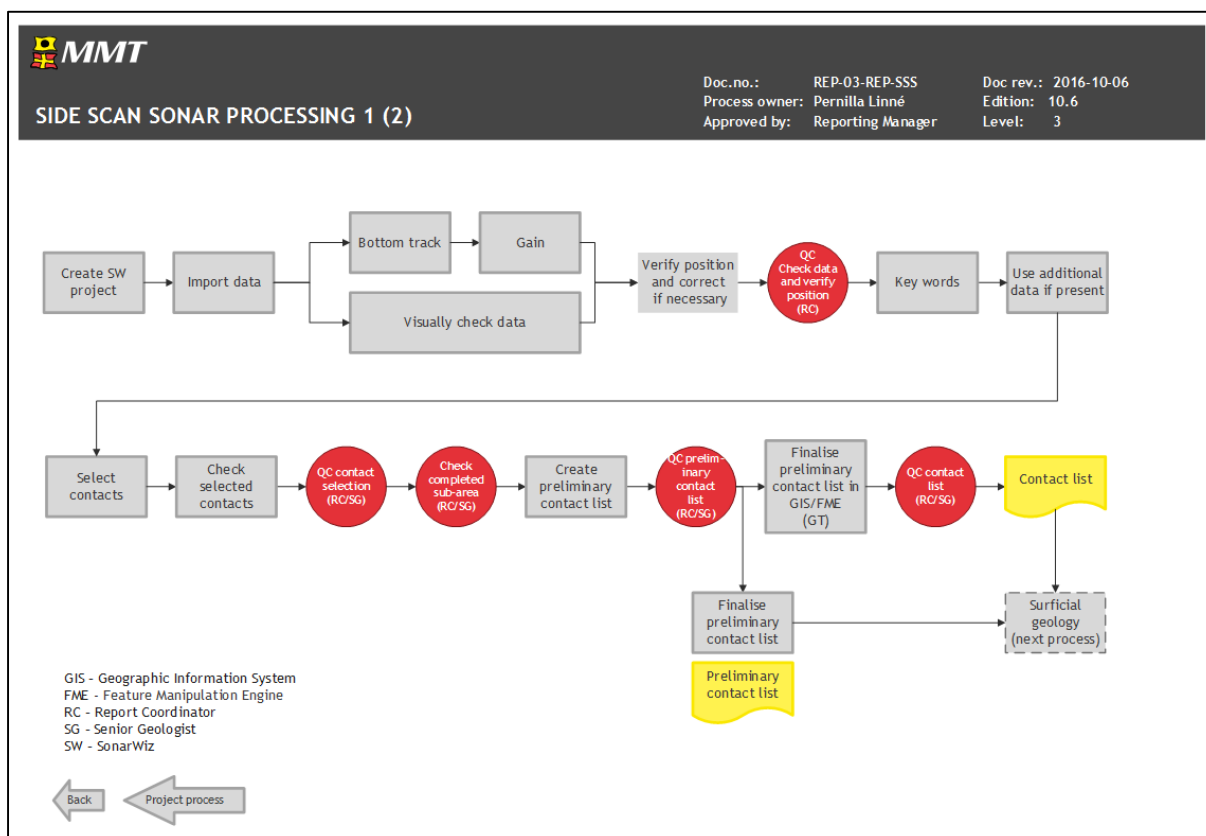 MMT
SIDE SCAN SONAR PROCESSING 1 (2)
Doc.no.: REP-03-REP-SSS Doc rev.: 2016-10-06
Process owner: Pernilla Linné Edition: 10.6
Approved by: Reporting Manager Level: 3
Create SW
project
Import data
Bottom track
Gain
Visually check data
Verify position
and correct
if necessary
QC
Check data
and verify
position
(RC)
Key words
Use additional
data if present
Select
contacts
Check
selected
contacts
QC contact
selection
(RC/SG)
Check
completed
sub-area
(RC/SG)
Create
preliminary
contact list
QC prelim-
inary
contact
list
(RC/SG)
Finalise
preliminary
contact list in
GIS/FME
(GT)
QC contact
list
(RC/SG)
Contact list
Finalise
preliminary
contact list
Surficial
geology
(next process)
Preliminary
contact list
GIS - Geographic Information System
FME - Feature Manipulation Engine
RC - Report Coordinator
SG - Senior Geologist
SW - SonarWiz
Back
Project process